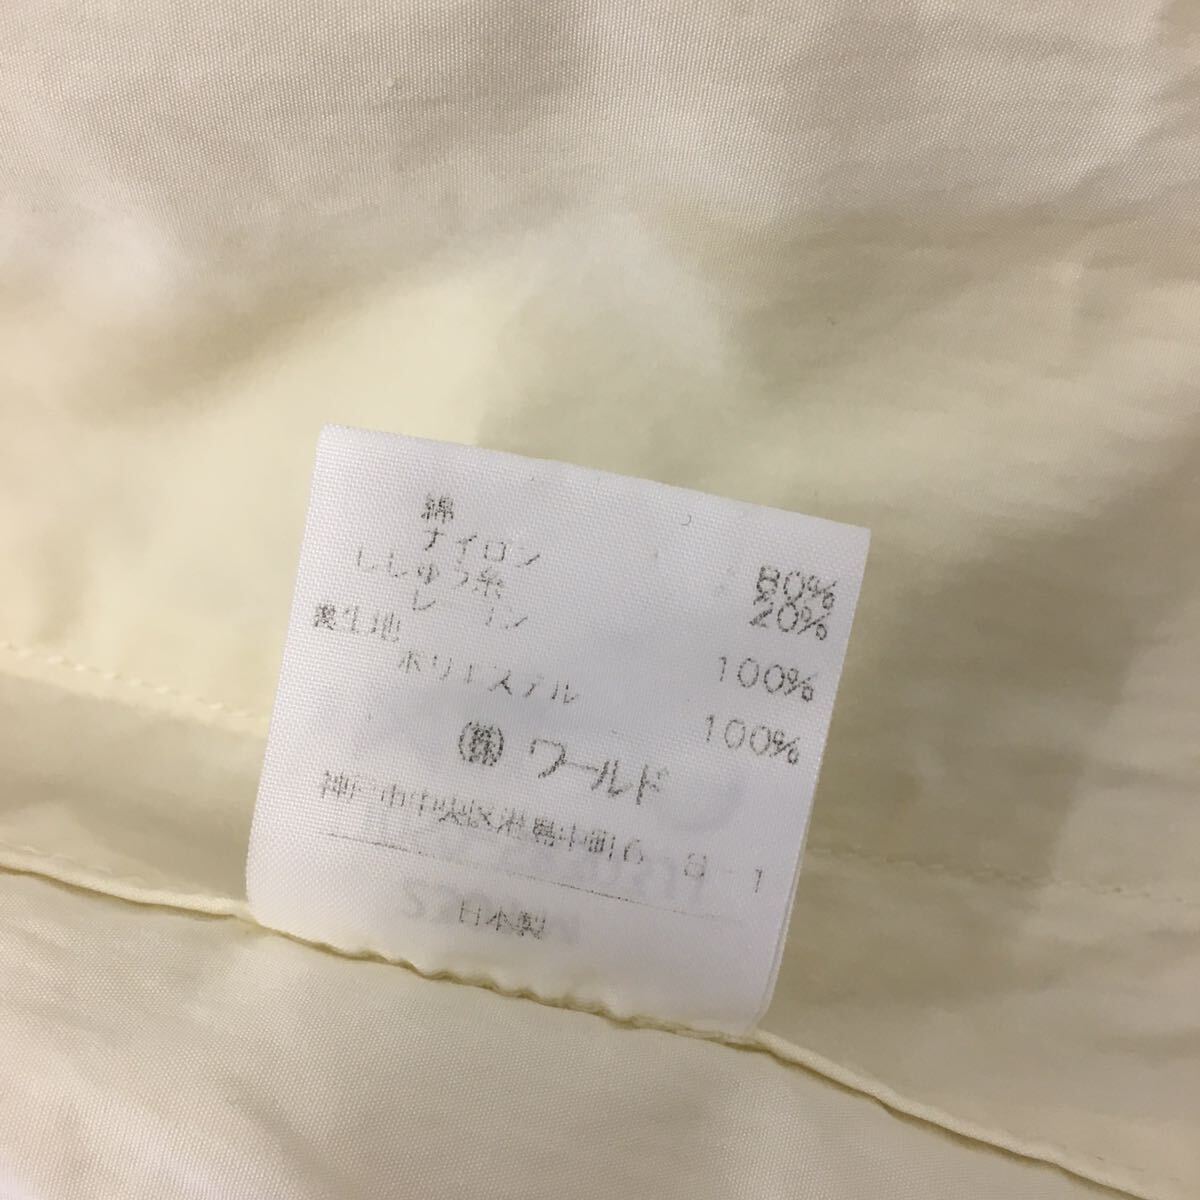 綿 80%
ナイロン 20%
ししゅう糸
レーヨン 100%
裏生地
ポリエステル 100%
(株) ワールド
神戸市中央区港島中町6-8-1
日本製